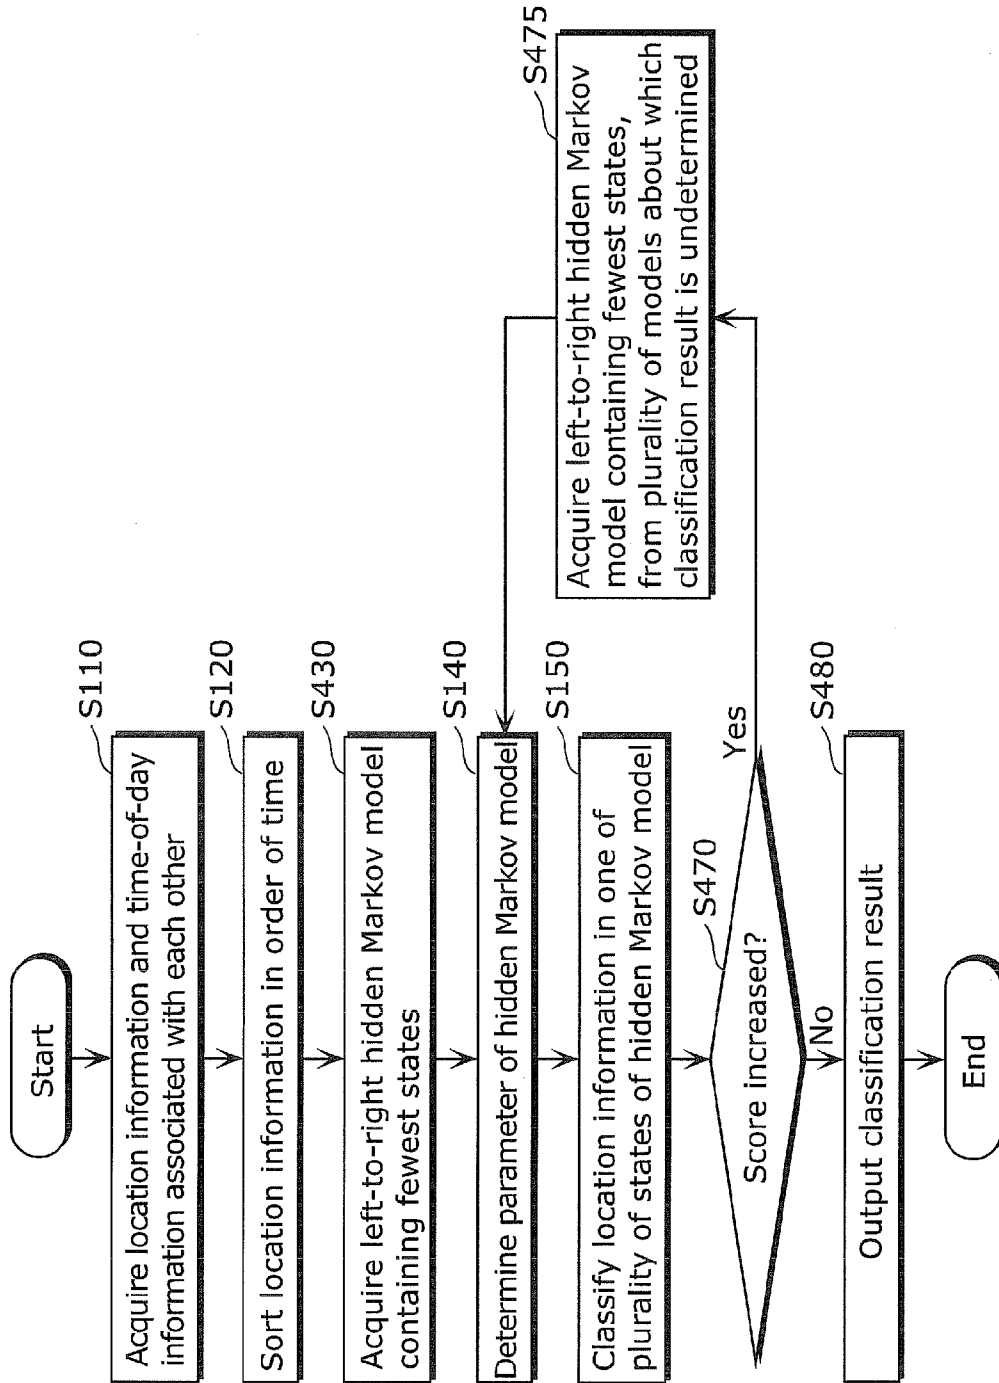 Start
S110
Acquire location information and time-of-day
information associated with each other
S120
Sort location information in order of time
S430
Acquire left-to-right hidden Markov model
containing fewest states
S140
Determine parameter of hidden Markov model
S150
Classify location information in one of
plurality of states of hidden Markov model
S470
Score increased?
Yes
No
S475
Acquire left-to-right hidden Markov
model containing fewest states,
from plurality of models about which
classification result is undetermined
S480
Output classification result
End